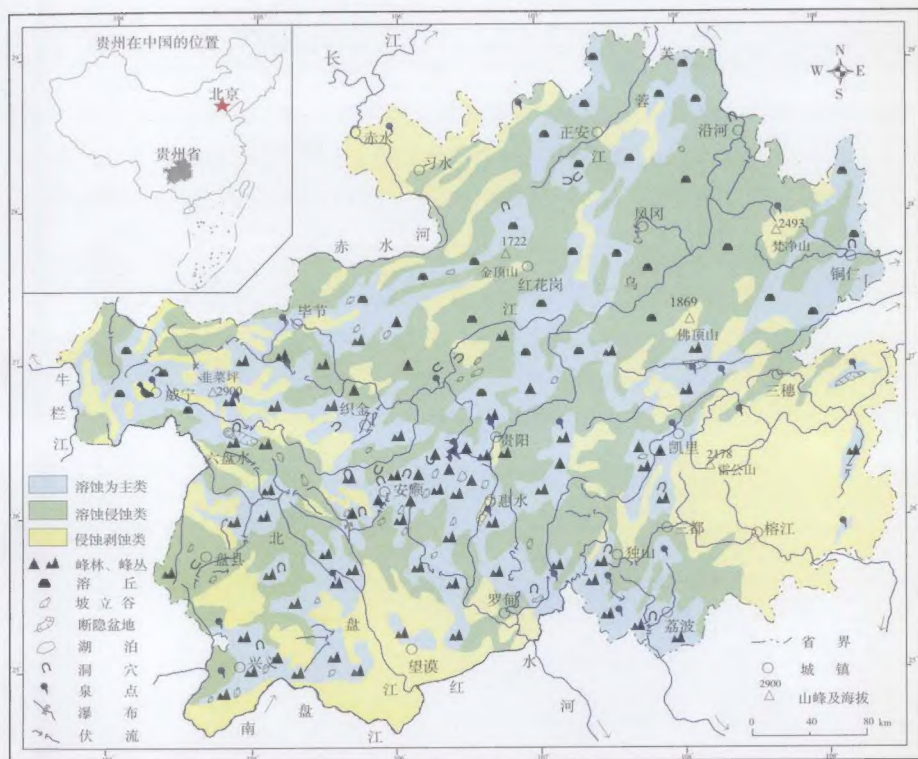 贵州在中国的位置
北京
贵州省
N
W E
S
长
江
芙
蓉
江
赤水
习水
正安
沿河
凤冈
2493
梵净山
铜仁
赤水河
1722
金顶山
红花岗
乌
江
1869
佛顶山
毕节
牛
栏
江
威宁
韭菜坪
2900
织金
六盘水
贵阳
三穗
凯里
2178
雷公山
安顺
惠水
三都
榕江
独山
荔波
罗甸
望漠
盘县
兴义
北
盘
江
南
盘
江
红
水
河
溶蚀为主类
溶蚀侵蚀类
侵蚀剥蚀类
峰林、峰丛
溶丘
坡立谷
断隐盆地
湖泊
洞穴
泉点
瀑布
伏流
省界
城镇
2900
山峰及海拔
0 40 80 km